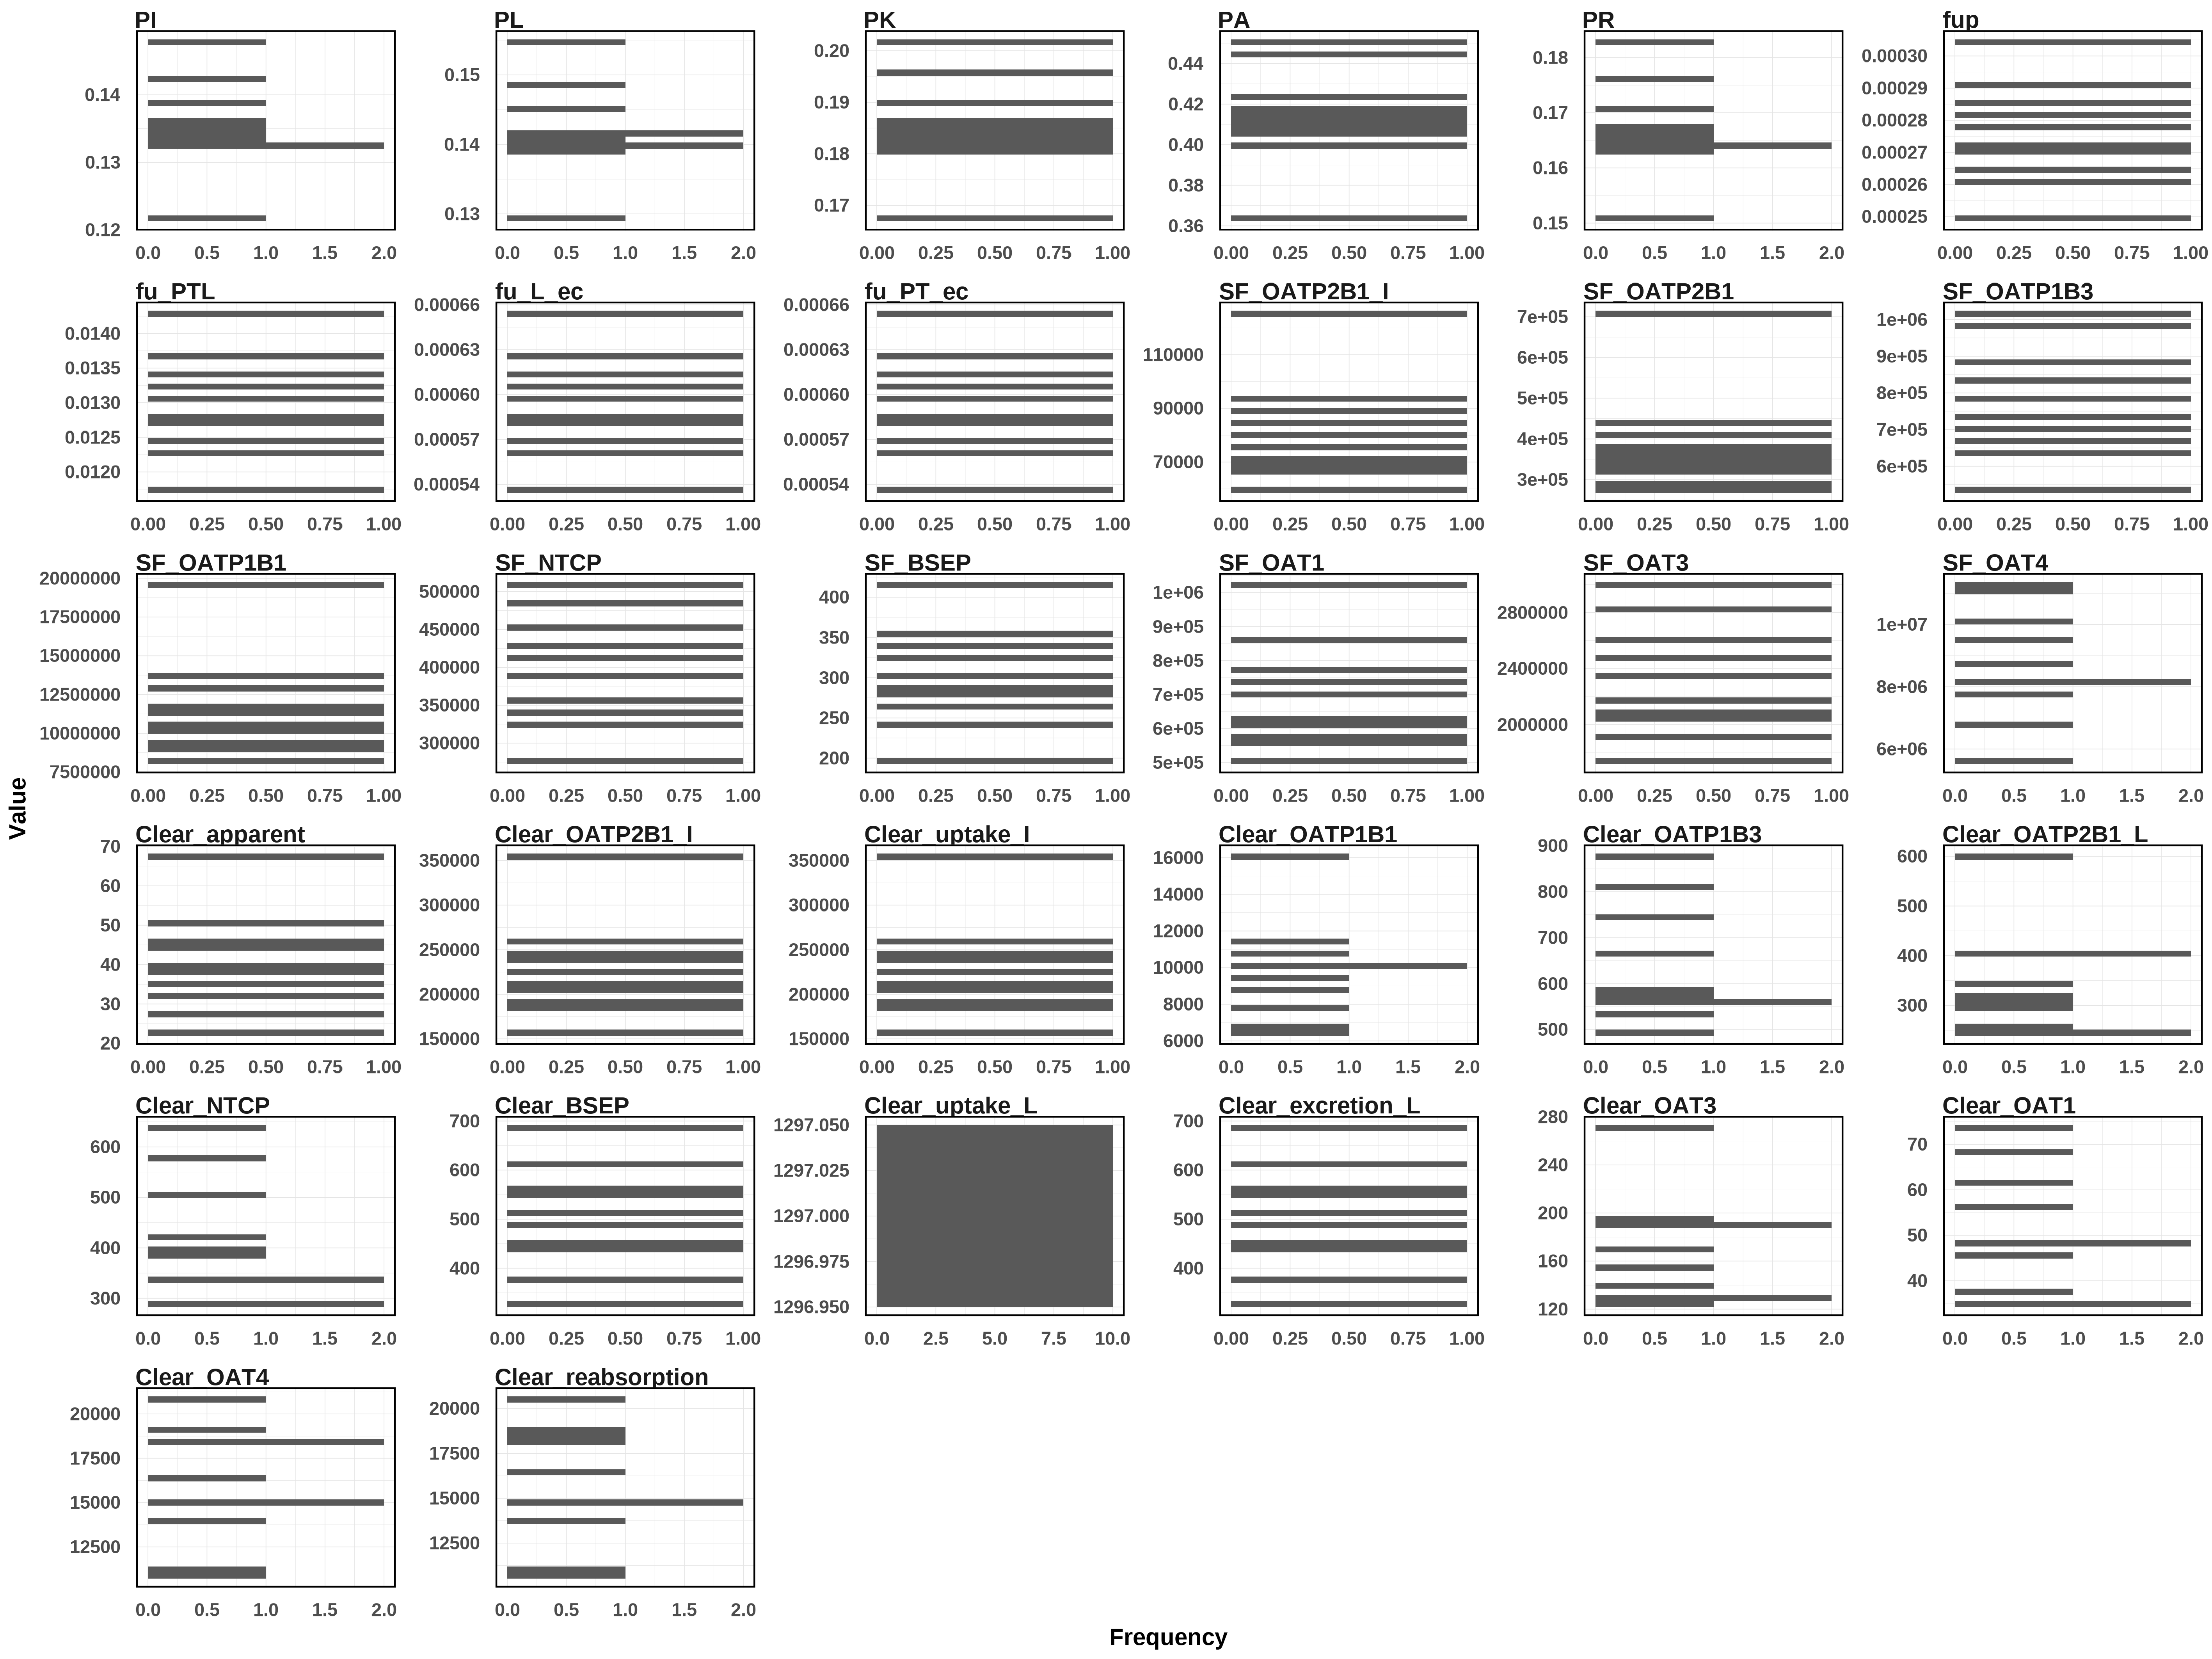 PI PL PK PA PR fup
0.14 0.13 0.12
0.15 0.14 0.13
0.20 0.19 0.18 0.17
0.44 0.42 0.40 0.38 0.36
0.18 0.17 0.16 0.15
0.00030 0.00029 0.00028 0.00027 0.00026 0.00025
0.0 0.5 1.0 1.5 2.0
0.0 0.5 1.0 1.5 2.0
0.00 0.25 0.50 0.75 1.00
0.00 0.25 0.50 0.75 1.00
0.0 0.5 1.0 1.5 2.0
0.00 0.25 0.50 0.75 1.00
fu_PTL fu_L_ec fu_PT_ec SF_OATP2B1_I SF_OATP2B1 SF_OATP1B3
0.0140 0.0135 0.0130 0.0125 0.0120
0.00066 0.00063 0.00060 0.00057 0.00054
0.00066 0.00063 0.00060 0.00057 0.00054
110000 90000 70000
7e+05 6e+05 5e+05 4e+05 3e+05
1e+06 9e+05 8e+05 7e+05 6e+05
0.00 0.25 0.50 0.75 1.00
0.00 0.25 0.50 0.75 1.00
0.00 0.25 0.50 0.75 1.00
0.00 0.25 0.50 0.75 1.00
0.00 0.25 0.50 0.75 1.00
0.00 0.25 0.50 0.75 1.00
SF_OATP1B1 SF_NTCP SF_BSEP SF_OAT1 SF_OAT3 SF_OAT4
20000000 17500000 15000000 12500000 10000000 7500000
500000 450000 400000 350000 300000
400 350 300 250 200
1e+06 9e+05 8e+05 7e+05 6e+05 5e+05
2800000 2400000 2000000
1e+07 8e+06 6e+06
0.00 0.25 0.50 0.75 1.00
0.00 0.25 0.50 0.75 1.00
0.00 0.25 0.50 0.75 1.00
0.00 0.25 0.50 0.75 1.00
0.00 0.25 0.50 0.75 1.00
0.0 0.5 1.0 1.5 2.0
Value
Clear_apparent Clear_OATP2B1_I Clear_uptake_I Clear_OATP1B1 Clear_OATP1B3 Clear_OATP2B1_L
70 60 50 40 30 20
350000 300000 250000 200000 150000
350000 300000 250000 200000 150000
16000 14000 12000 10000 8000 6000
900 800 700 600 500
600 500 400 300
0.00 0.25 0.50 0.75 1.00
0.00 0.25 0.50 0.75 1.00
0.00 0.25 0.50 0.75 1.00
0.0 0.5 1.0 1.5 2.0
0.0 0.5 1.0 1.5 2.0
0.0 0.5 1.0 1.5 2.0
Clear_NTCP Clear_BSEP Clear_uptake_L Clear_excretion_L Clear_OAT3 Clear_OAT1
600 500 400 300
700 600 500 400
1297.050 1297.025 1297.000 1296.975 1296.950
700 600 500 400
280 240 200 160 120
70 60 50 40
0.0 0.5 1.0 1.5 2.0
0.00 0.25 0.50 0.75 1.00
0.0 2.5 5.0 7.5 10.0
0.00 0.25 0.50 0.75 1.00
0.0 0.5 1.0 1.5 2.0
0.0 0.5 1.0 1.5 2.0
Clear_OAT4 Clear_reabsorption
20000 17500 15000 12500
20000 17500 15000 12500
0.0 0.5 1.0 1.5 2.0
0.0 0.5 1.0 1.5 2.0
Frequency